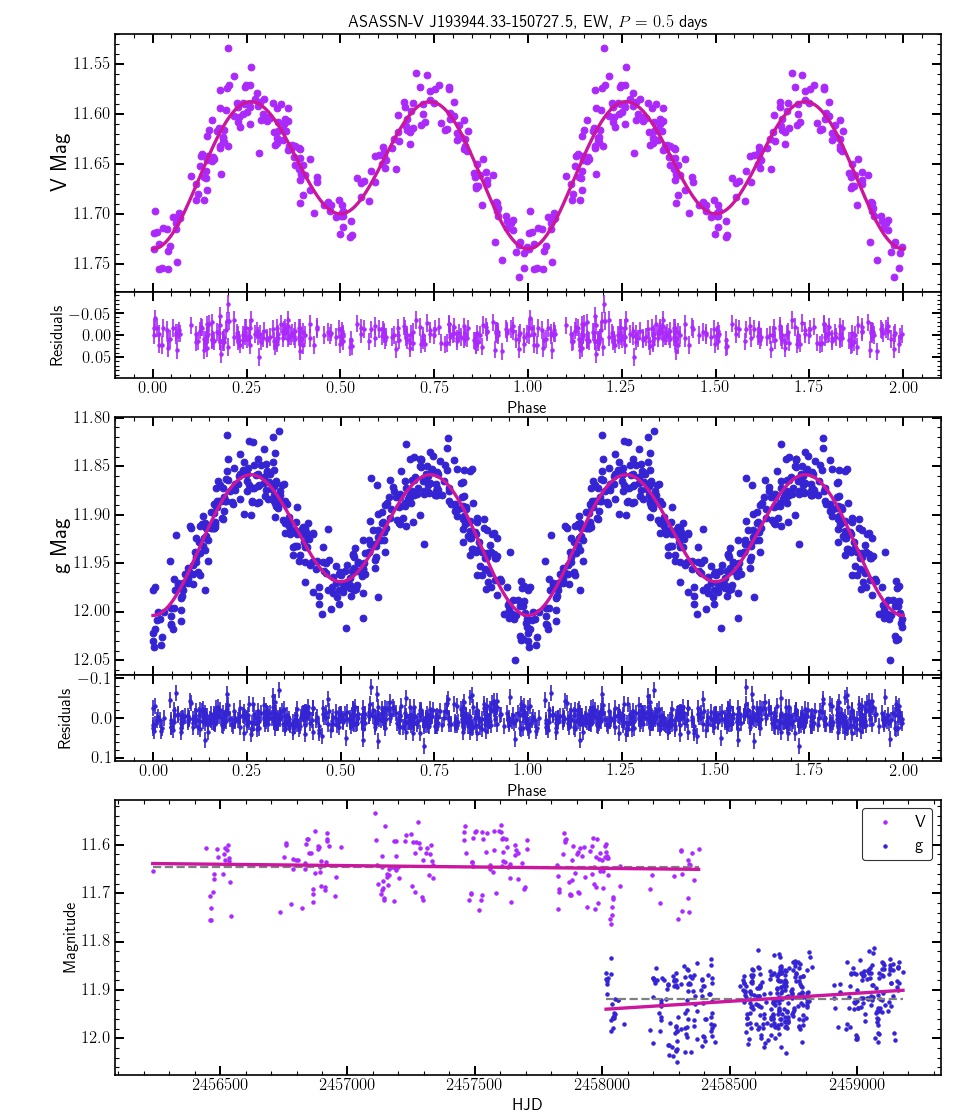 ASASSN-V J193944.33-150727.5, EW, P = 0.5 days
11.55
11.60
11.65
11.70
11.75
V Mag
−0.05
0.00
0.05
Residuals
0.00 0.25 0.50 0.75 1.00 1.25 1.50 1.75 2.00
Phase
11.80
11.85
11.90
11.95
12.00
12.05
g Mag
−0.1
0.0
0.1
Residuals
0.00 0.25 0.50 0.75 1.00 1.25 1.50 1.75 2.00
Phase
V
g
11.6
11.7
11.8
11.9
12.0
Magnitude
2456500 2457000 2457500 2458000 2458500 2459000
HJD